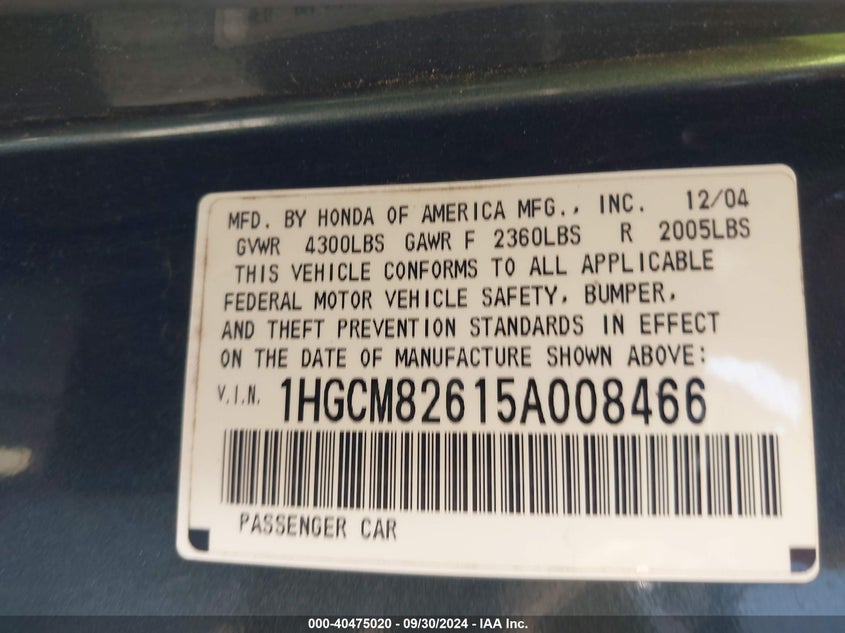 MFD. BY HONDA OF AMERICA MFG., INC. 12/04
GVWR 4300LBS GAWR F 2360LBS R 2005LBS
THIS VEHICLE CONFORMS TO ALL APPLICABLE
FEDERAL MOTOR VEHICLE SAFETY, BUMPER,
AND THEFT PREVENTION STANDARDS IN EFFECT
ON THE DATE OF MANUFACTURE SHOWN ABOVE:
V.I.N. 1HGCM82615A008466
PASSENGER CAR
000-40475020 - 09/30/2024 - IAA Inc.